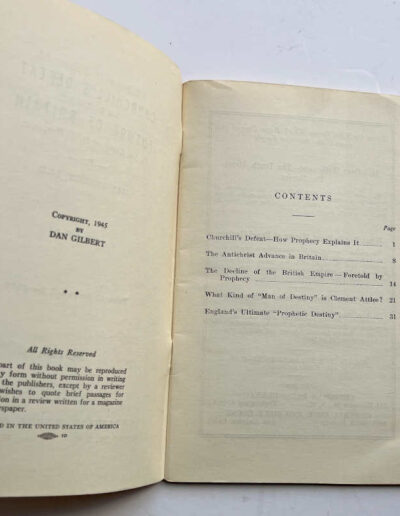 COPYRIGHT, 1945
BY
DAN GILBERT
All Rights Reserved
part of this book may be reproduced
form without permission in writing
the publishers, except by a reviewer
wishes to quote brief passages for
in a review written for a magazine
IN THE UNITED STATES OF AMERICA
CONTENTS
Page
Churchill's Defeat—How Prophecy Explains It 1
The Antichrist Advance in Britain 8
The Decline of the British Empire—Foretold by
Prophecy 14
What Kind of "Man of Destiny" is Clement Attlee? 21
England's Ultimate "Prophetic Destiny" 31